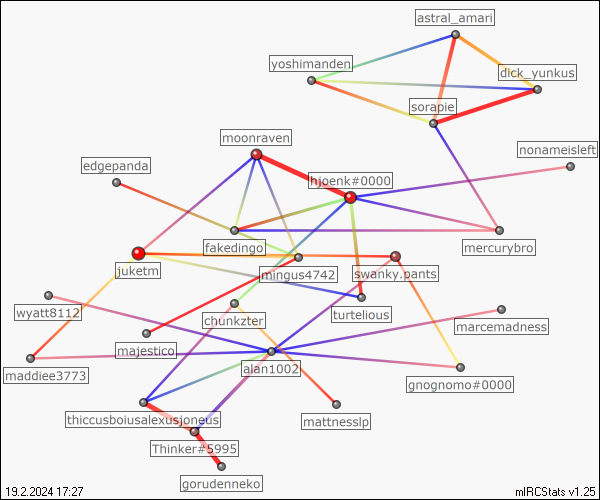 astral_amari
yoshimanden
dick_yunkus
sorapie
moonraven
nonameisleft
edgepanda
hjoenk#0000
fakedingo
mercurybro
juketm
mingus4742
swanky.pants
wyatt8112
chunkzter
turtelious
marcemadness
majestico
maddiee3773
alan1002
gnognomo#0000
thiccusboiusalexusjoneus
mattnesslp
Thinker#5995
gorudenneko
19.2.2024 17:27
mIRCStats v1.25